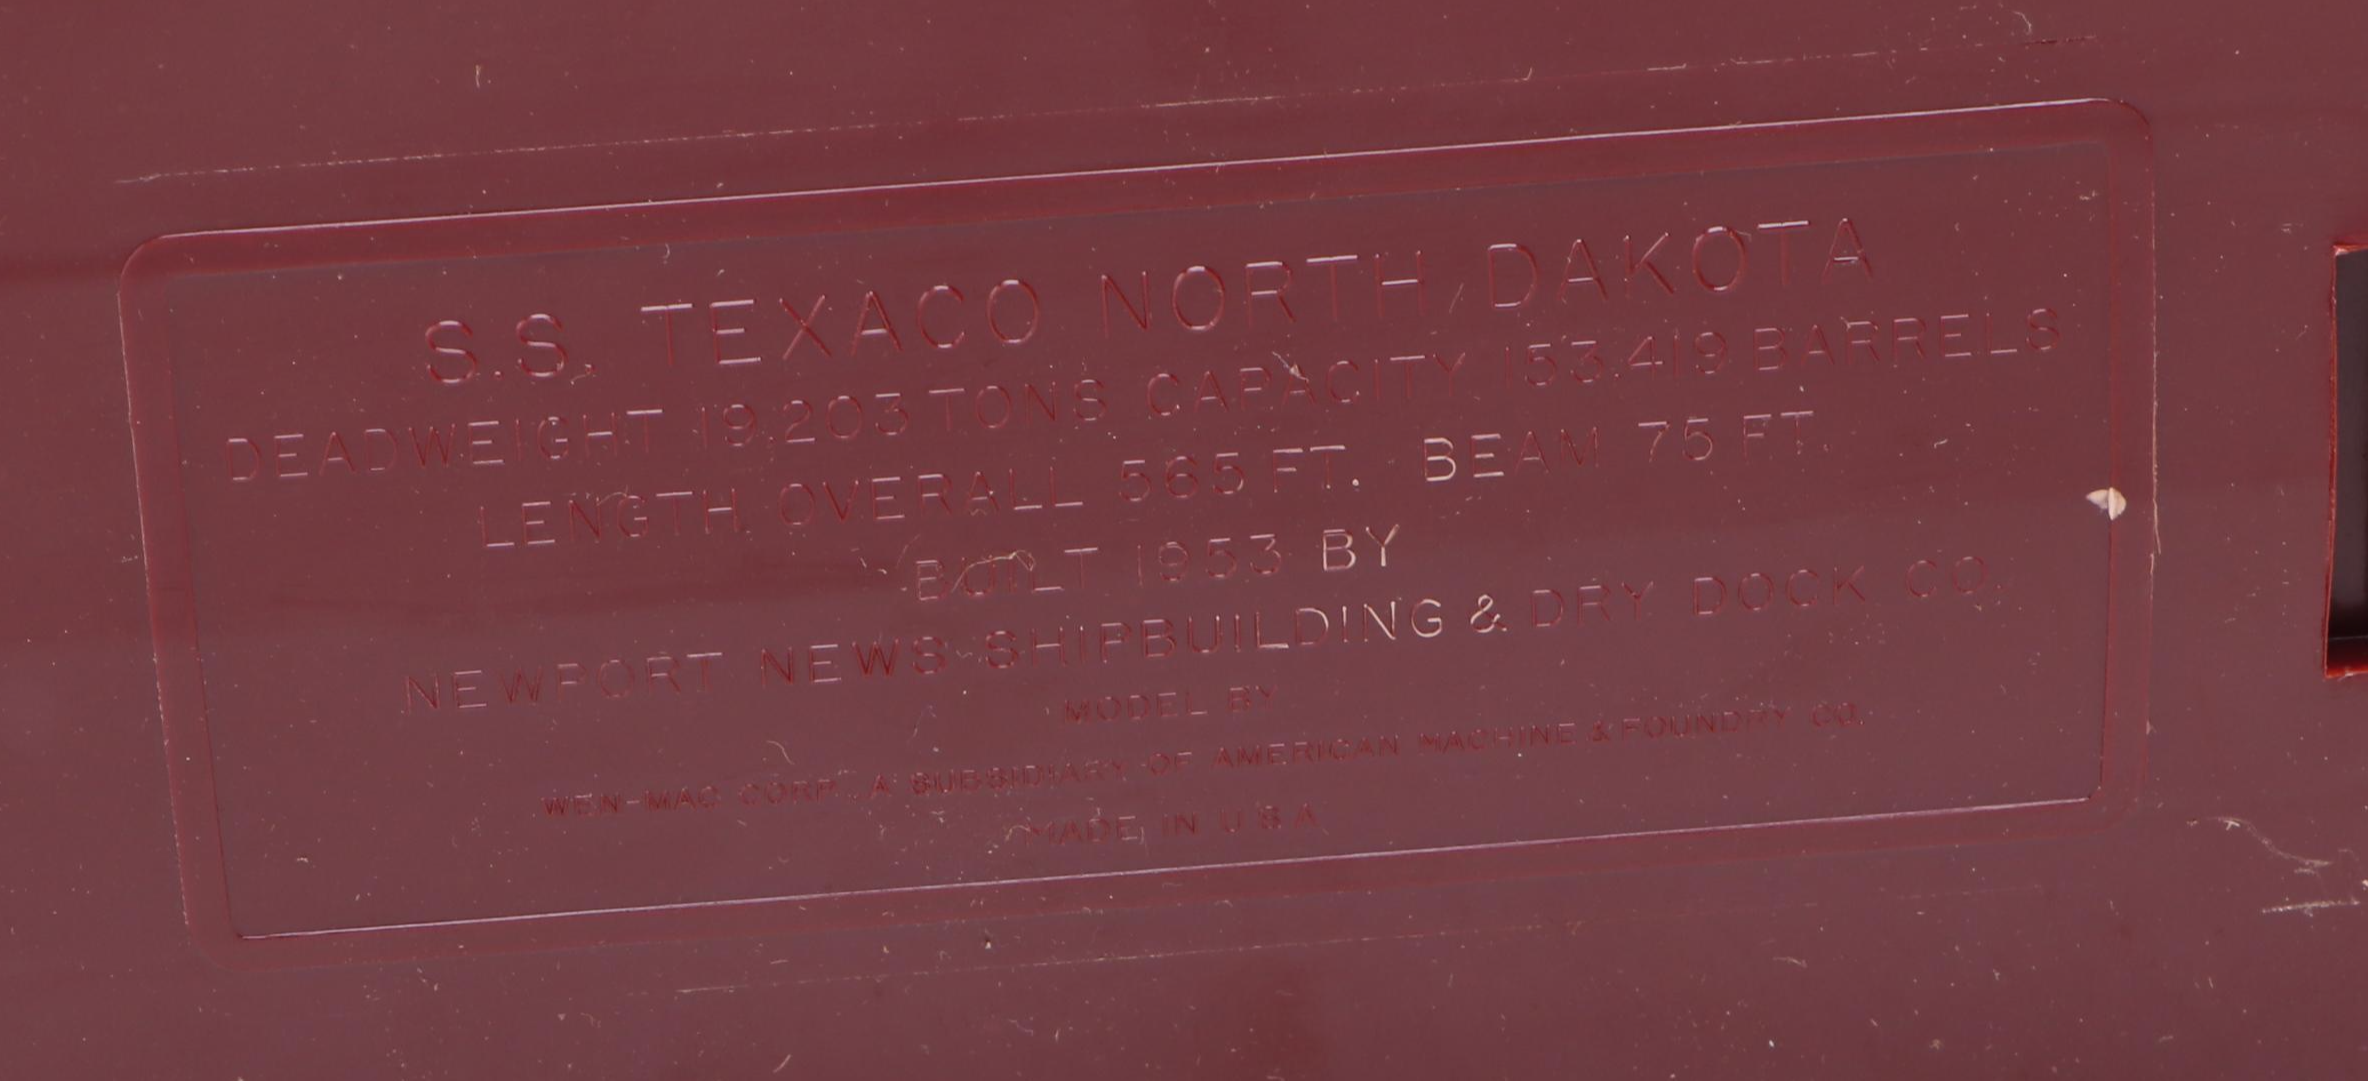 S.S. TEXACO NORTH DAKOTA
DEADWEIGHT 19,203 TONS CAPACITY 153,419 BARRELS
LENGTH OVERALL 565 FT. BEAM 75 FT.
BUILT 1953 BY
NEWPORT NEWS SHIPBUILDING & DRY DOCK CO.
MODEL BY
WEN-MAC CORP. A SUBSIDIARY OF AMERICAN MACHINE & FOUNDRY CO.
MADE IN U S A